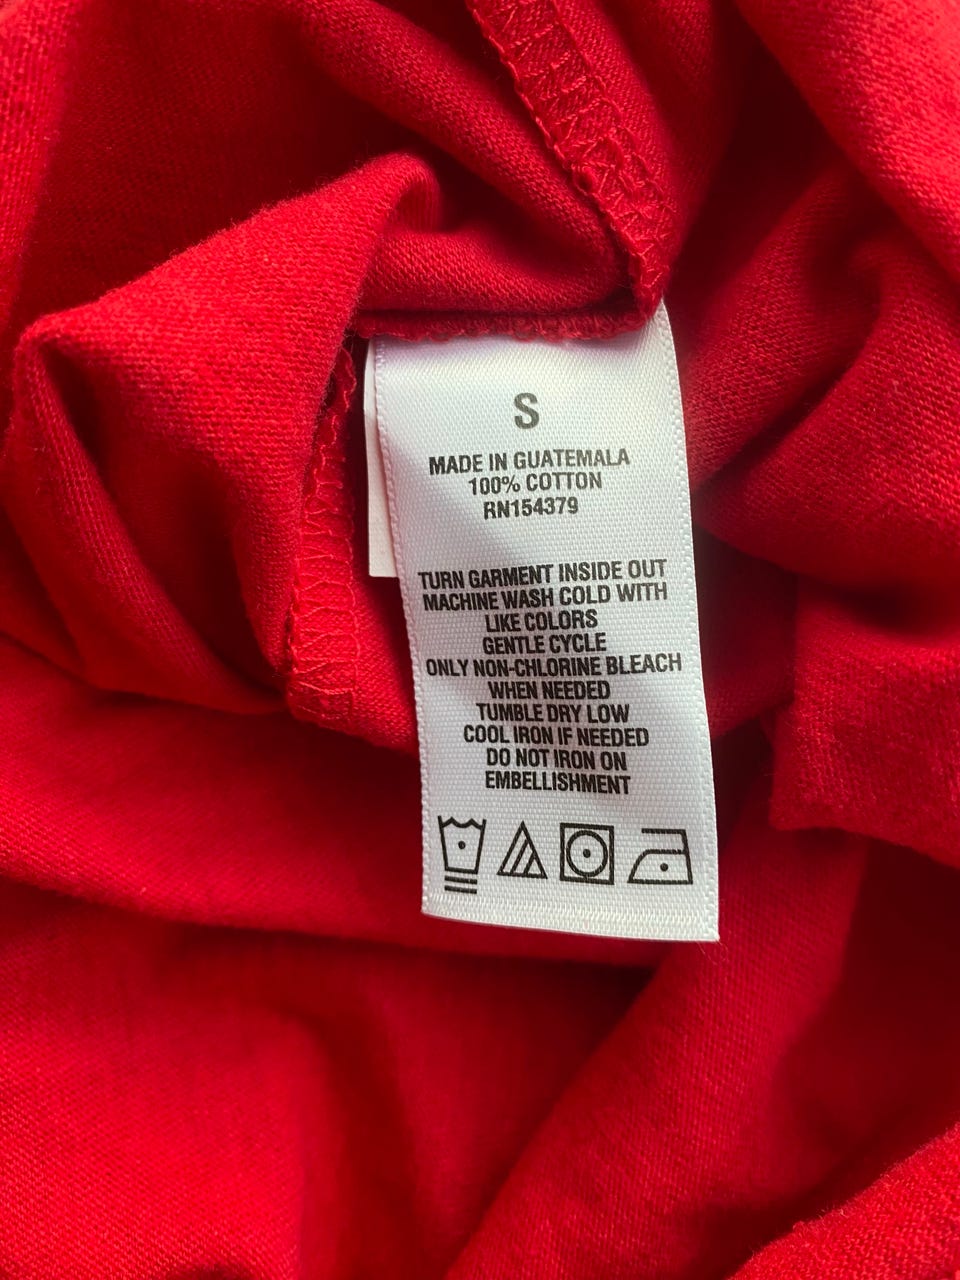 S
MADE IN GUATEMALA
100% COTTON
RN154379
TURN GARMENT INSIDE OUT
MACHINE WASH COLD WITH
LIKE COLORS
GENTLE CYCLE
ONLY NON-CHLORINE BLEACH
WHEN NEEDED
TUMBLE DRY LOW
COOL IRON IF NEEDED
DO NOT IRON ON
EMBELLISHMENT